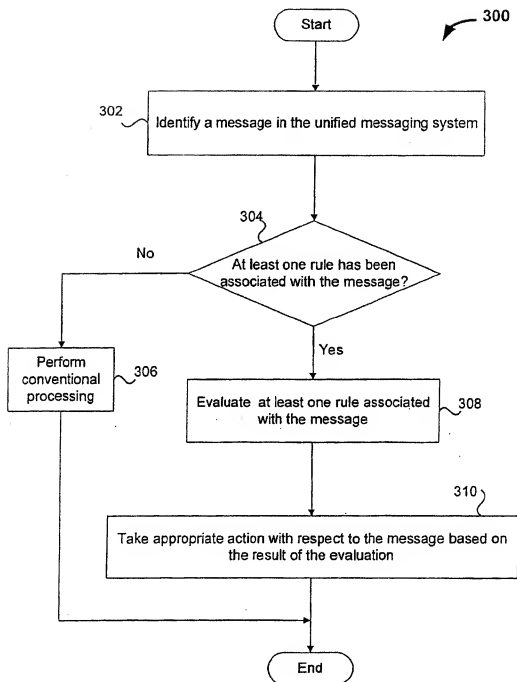 Start
300
302
Identify a message in the unified messaging system
304
No
At least one rule has been
associated with the message?
Yes
Perform
conventional
processing
306
Evaluate at least one rule associated
with the message
308
310
Take appropriate action with respect to the message based on
the result of the evaluation
End